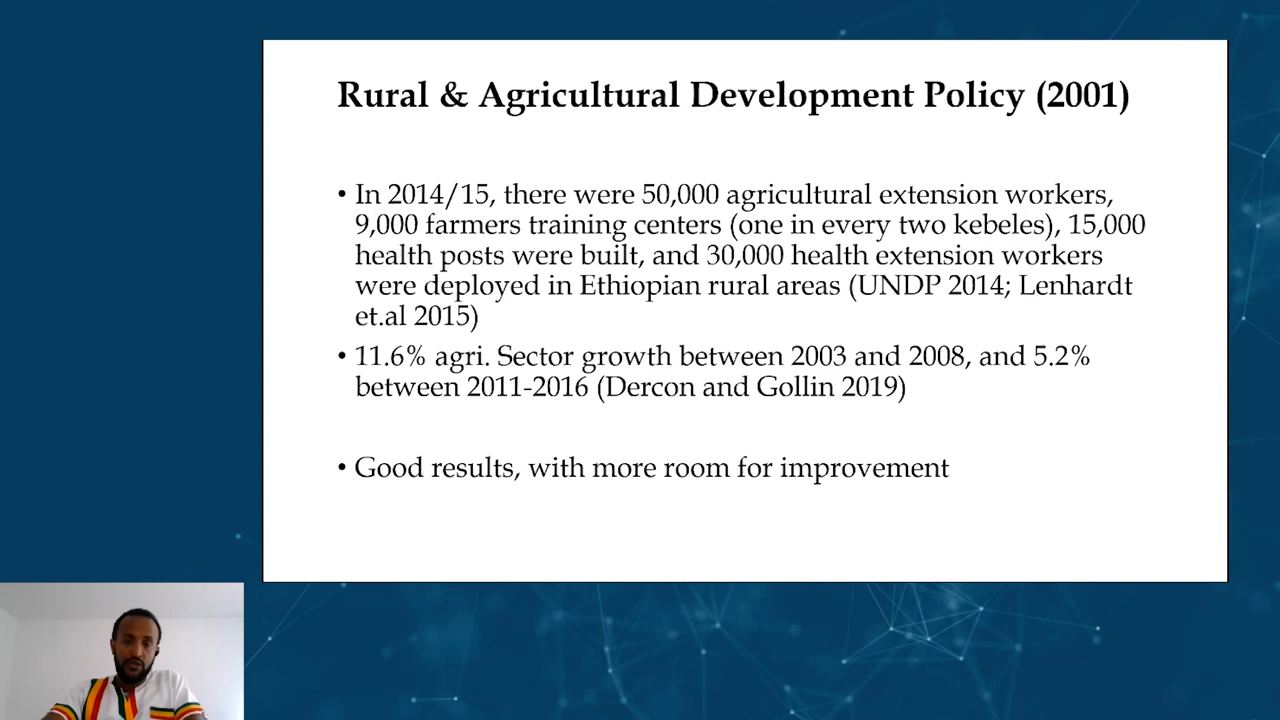 Rural & Agricultural Development Policy (2001)
• In 2014/15, there were 50,000 agricultural extension workers,
9,000 farmers training centers (one in every two kebeles), 15,000
health posts were built, and 30,000 health extension workers
were deployed in Ethiopian rural areas (UNDP 2014; Lenhardt
et.al 2015)
• 11.6% agri. Sector growth between 2003 and 2008, and 5.2%
between 2011-2016 (Dercon and Gollin 2019)
• Good results, with more room for improvement